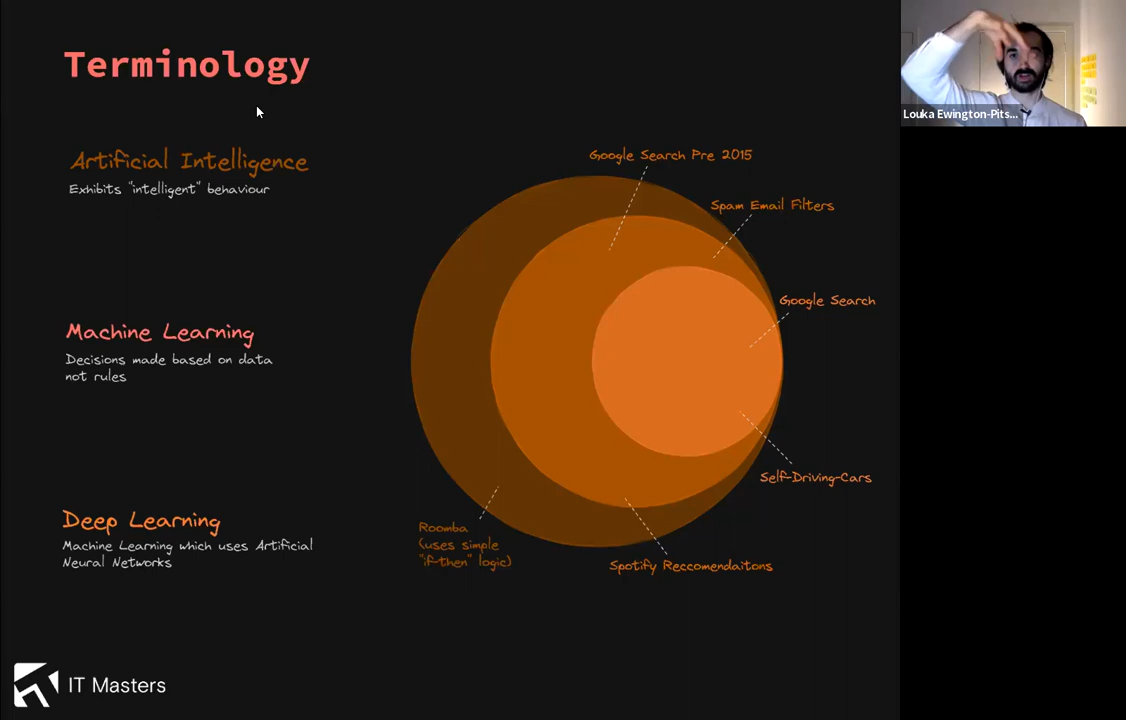 Terminology
Louka Ewington-Pits...
Artificial Intelligence
Exhibits "intelligent" behaviour
Google Search Pre 2015
Spam Email Filters
Google Search
Machine Learning
Decisions made based on data
not rules
Self-Driving-Cars
Deep Learning
Machine Learning which uses Artificial
Neural Networks
Roomba
(uses simple
"if-then" logic)
Spotify Reccomendaitons
IT Masters